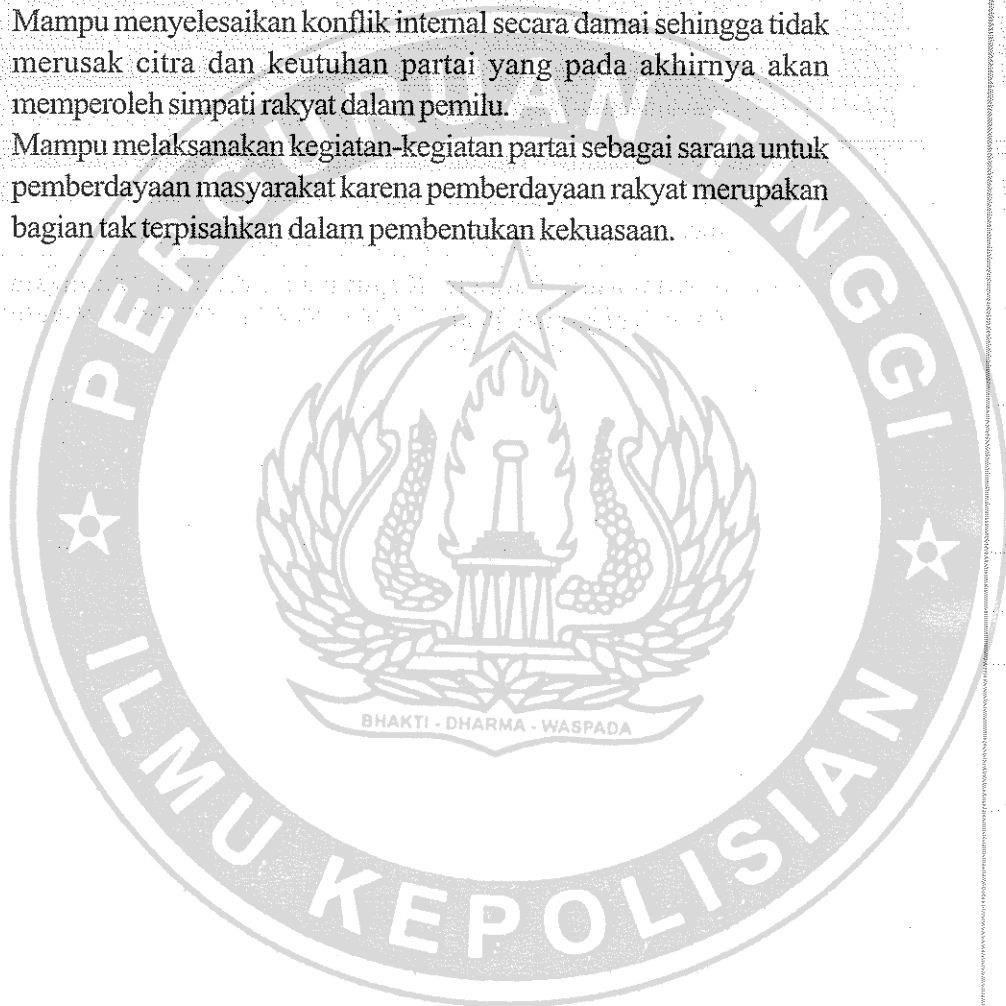 Mampu menyelesaikan konflik internal secara damai sehingga tidak
merusak citra dan keutuhan partai yang pada akhirnya akan
memperoleh simpati rakyat dalam pemilu.
Mampu melaksanakan kegiatan-kegiatan partai sebagai sarana untuk
pemberdayaan masyarakat karena pemberdayaan rakyat merupakan
bagian tak terpisahkan dalam pembentukan kekuasaan.
PERGURUAN TINGGI
BHAKTI - DHARMA - WASPADA
ILMU KEPOLISIAN